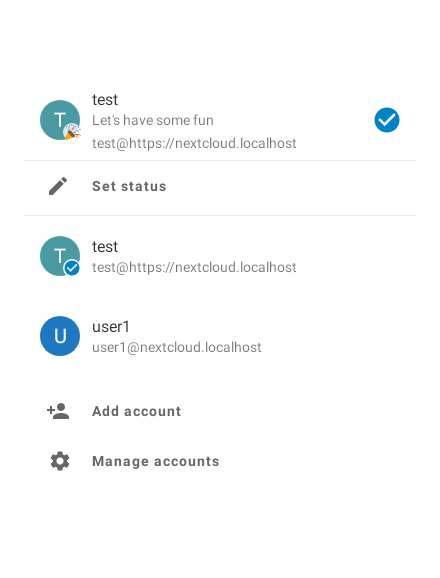 T
test
Let's have some fun
test@https://nextcloud.localhost
Set status
T
test
test@https://nextcloud.localhost
U
user1
user1@nextcloud.localhost
Add account
Manage accounts